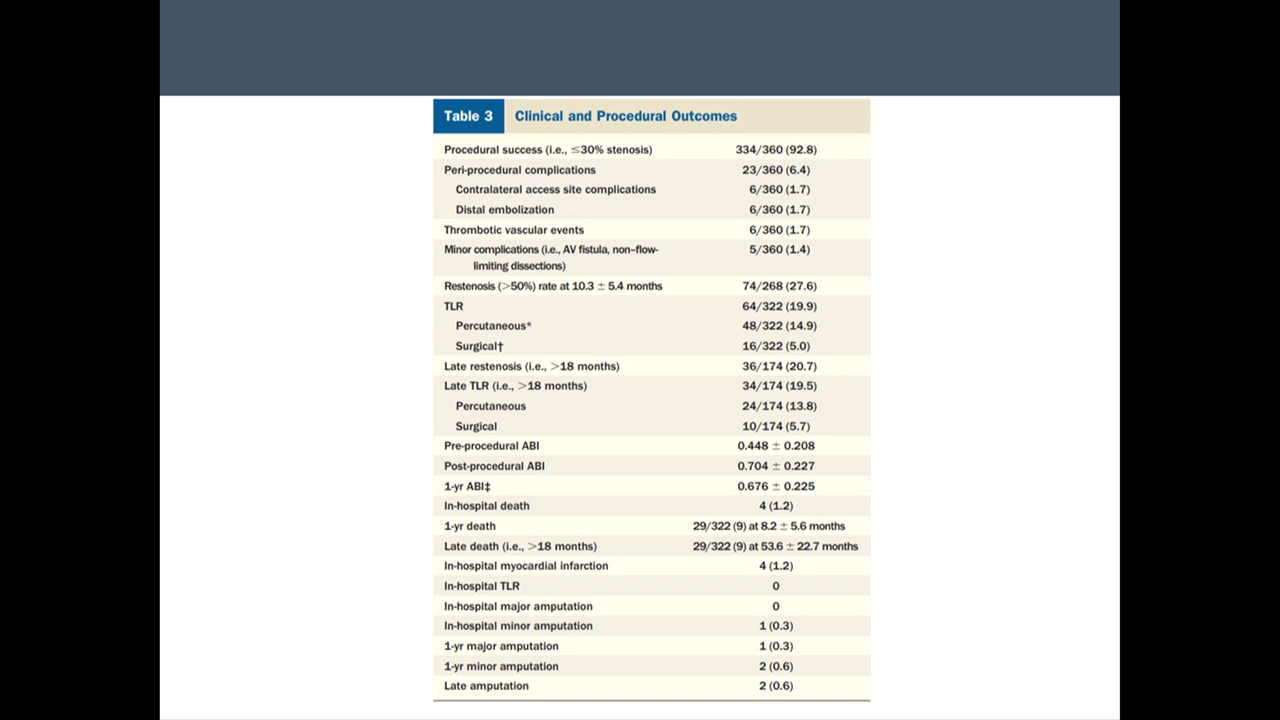 Table 3 Clinical and Procedural Outcomes
Procedural success (i.e., ≤30% stenosis) 334/360 (92.8)
Peri-procedural complications 23/360 (6.4)
Contralateral access site complications 6/360 (1.7)
Distal embolization 6/360 (1.7)
Thrombotic vascular events 6/360 (1.7)
Minor complications (i.e., AV fistula, non–flow- 5/360 (1.4)
limiting dissections)
Restenosis (>50%) rate at 10.3 ± 5.4 months 74/268 (27.6)
TLR 64/322 (19.9)
Percutaneous* 48/322 (14.9)
Surgical† 16/322 (5.0)
Late restenosis (i.e., >18 months) 36/174 (20.7)
Late TLR (i.e., >18 months) 34/174 (19.5)
Percutaneous 24/174 (13.8)
Surgical 10/174 (5.7)
Pre-procedural ABI 0.448 ± 0.208
Post-procedural ABI 0.704 ± 0.227
1-yr ABI‡ 0.676 ± 0.225
In-hospital death 4 (1.2)
1-yr death 29/322 (9) at 8.2 ± 5.6 months
Late death (i.e., >18 months) 29/322 (9) at 53.6 ± 22.7 months
In-hospital myocardial infarction 4 (1.2)
In-hospital TLR 0
In-hospital major amputation 0
In-hospital minor amputation 1 (0.3)
1-yr major amputation 1 (0.3)
1-yr minor amputation 2 (0.6)
Late amputation 2 (0.6)